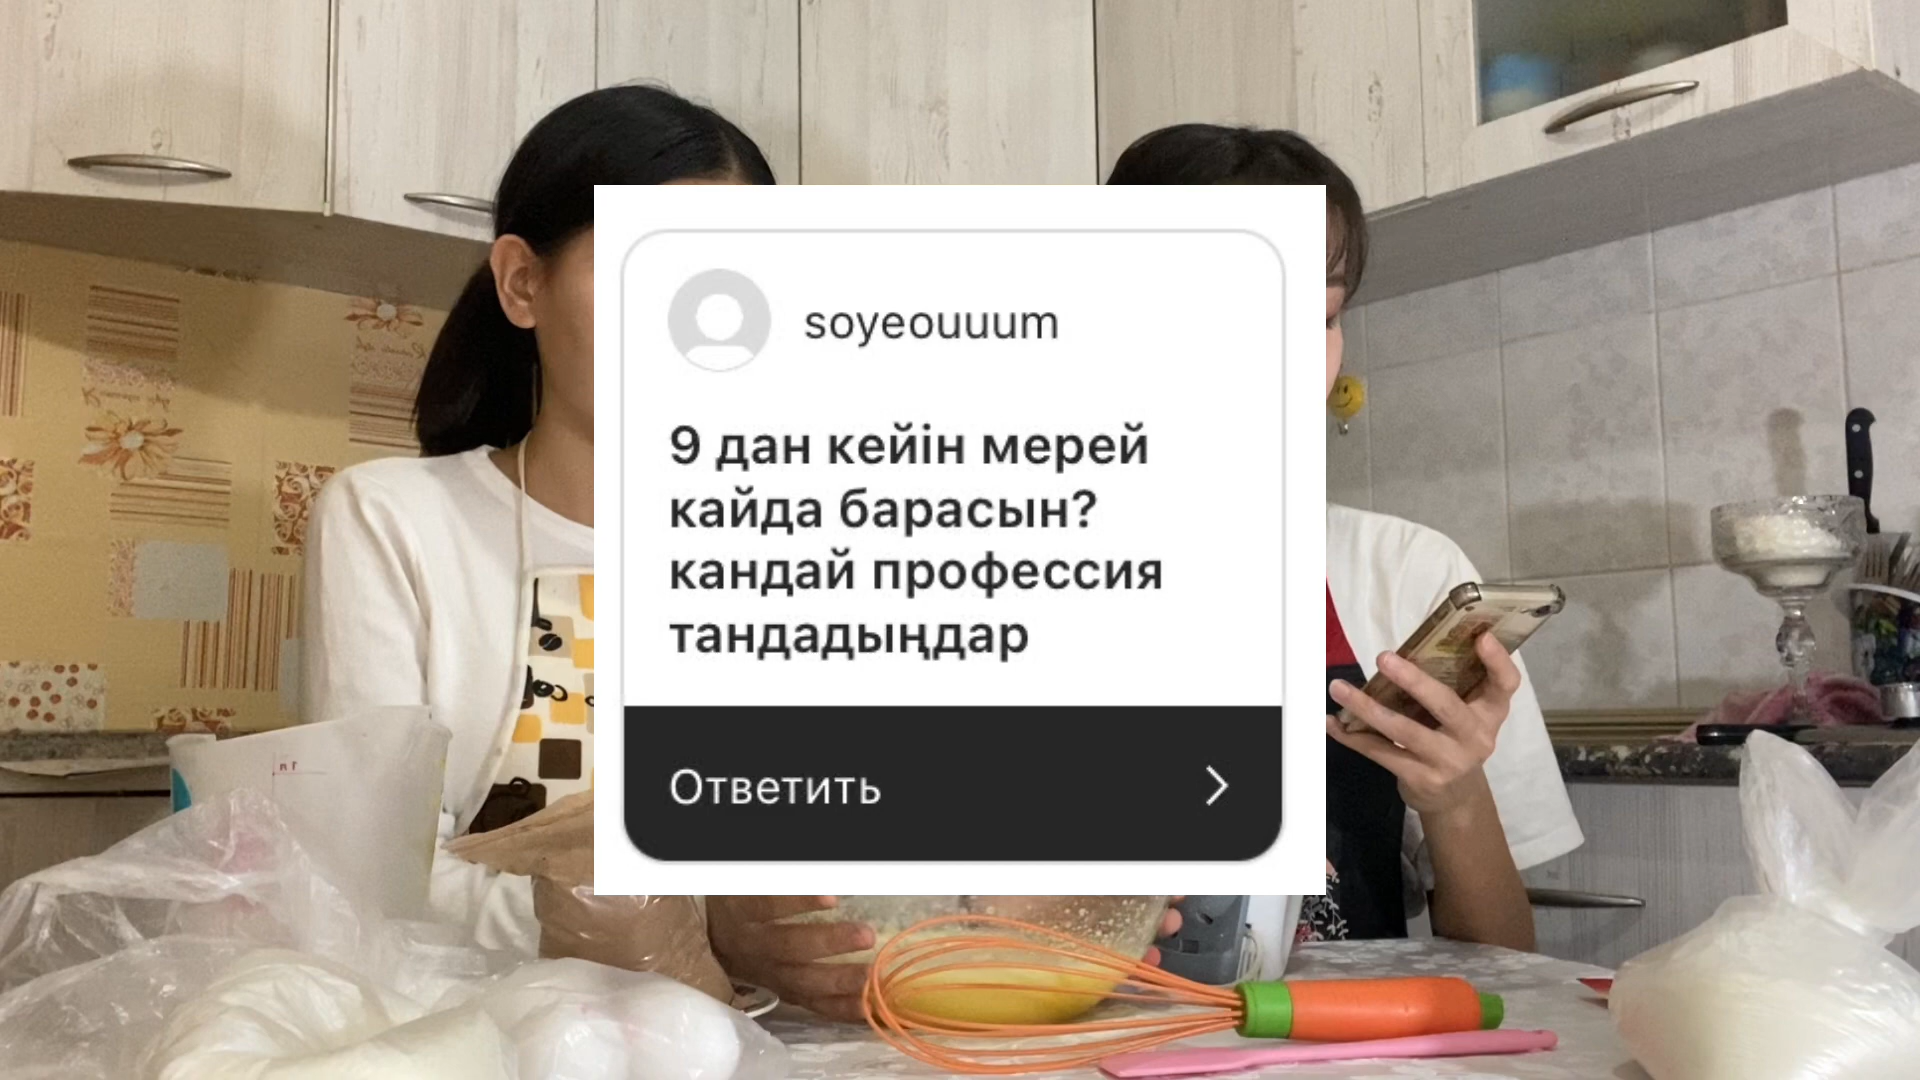 soyeouuum
9 дан кейін мерей
кайда барасын?
кандай профессия
тандадыңдар
Ответить